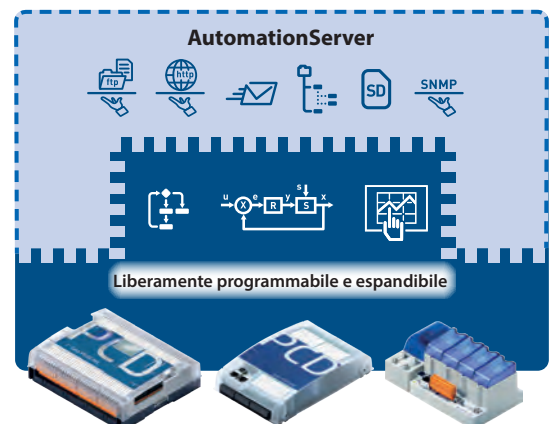 AutomationServer
ftp
http
SD
SNMP
u
e
y
s
x
X
R
S
Liberamente programmabile e espandibile
PCD
PCD